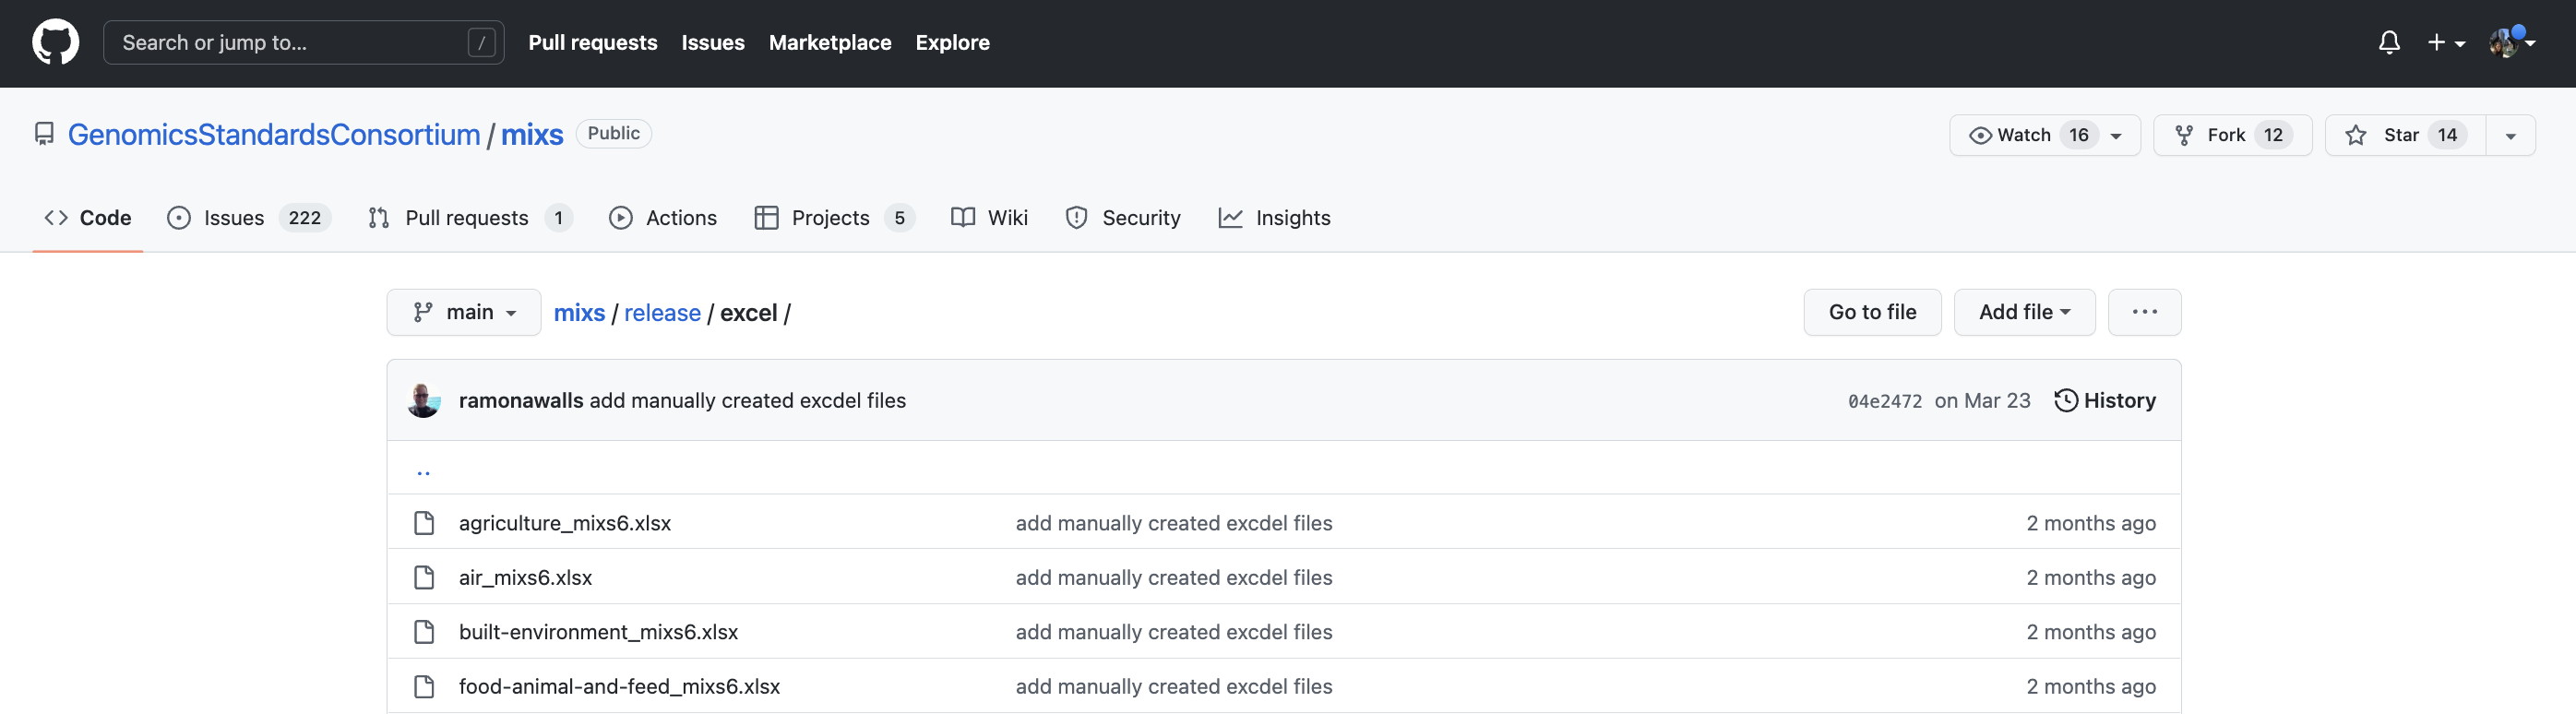 Search or jump to... / Pull requests Issues Marketplace Explore
GenomicsStandardsConsortium / mixs Public Watch 16 Fork 12 Star 14
Code Issues 222 Pull requests 1 Actions Projects 5 Wiki Security Insights
main mixs / release / excel / Go to file Add file ...
ramonawalls add manually created excdel files 04e2472 on Mar 23 History
..
agriculture_mixs6.xlsx add manually created excdel files 2 months ago
air_mixs6.xlsx add manually created excdel files 2 months ago
built-environment_mixs6.xlsx add manually created excdel files 2 months ago
food-animal-and-feed_mixs6.xlsx add manually created excdel files 2 months ago